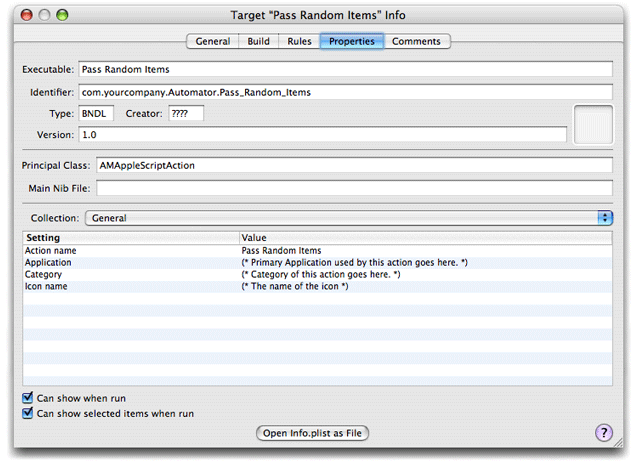 Target “Pass Random Items” Info
General Build Rules Properties Comments
Executable: Pass Random Items
Identifier: com.yourcompany.Automator.Pass_Random_Items
Type: BNDL Creator: ????
Version: 1.0
Principal Class: AMAppleScriptAction
Main Nib File:
Collection: General
Setting Value
Action name Pass Random Items
Application (* Primary Application used by this action goes here. *)
Category (* Category of this action goes here. *)
Icon name (* The name of the icon *)
Can show when run
Can show selected items when run
Open Info.plist as File ?